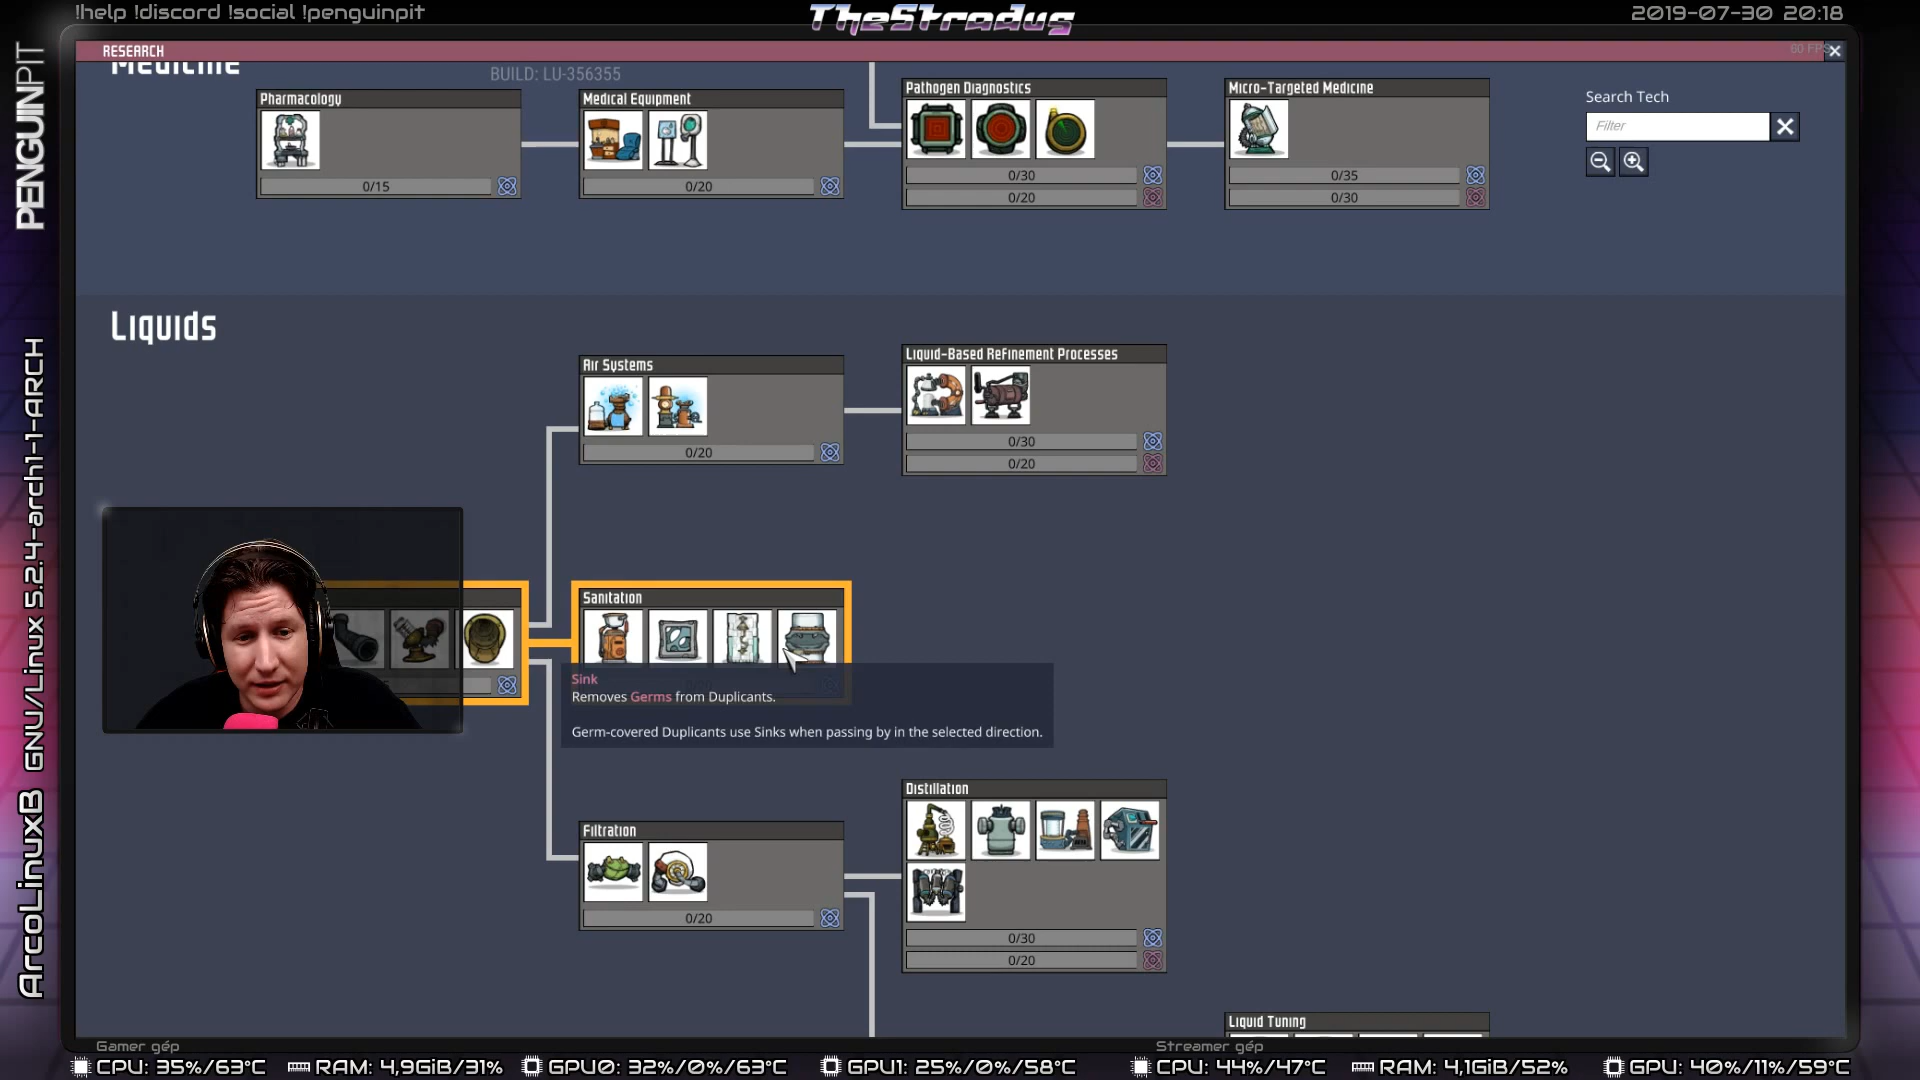 !help !discord !social !penguinpit
TheStradus
2019-07-30 20:18
RESEARCH
60 FPS
Medicine
BUILD: LU-356355
Pharmacology
0/15
Medical Equipment
0/20
Pathogen Diagnostics
0/30
0/20
Micro-Targeted Medicine
0/35
0/30
Search Tech
Filter
Liquids
Air Systems
0/20
Liquid-Based Refinement Processes
0/30
0/20
Sanitation
Sink
Removes Germs from Duplicants.
Germ-covered Duplicants use Sinks when passing by in the selected direction.
Filtration
0/20
Distillation
0/30
0/20
Liquid Tuning
PENGUINPIT
ArcoLinuxB GNU/Linux 5.2.4-arch1-1-ARCH
Gamer gép
CPU: 35%/63°C RAM: 4,9GiB/31% GPU0: 32%/0%/63°C GPU1: 25%/0%/58°C
Streamer gép
CPU: 44%/47°C RAM: 4,1GiB/52% GPU: 40%/11%/59°C